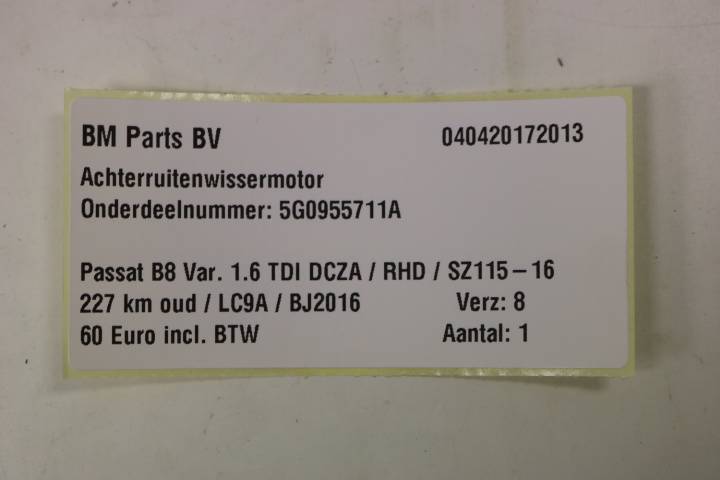 BM Parts BV 040420172013
Achterruitenwissermotor
Onderdeelnummer: 5G0955711A
Passat B8 Var. 1.6 TDI DCZA / RHD / SZ115-16
227 km oud / LC9A / BJ2016 Verz: 8
60 Euro incl. BTW Aantal: 1